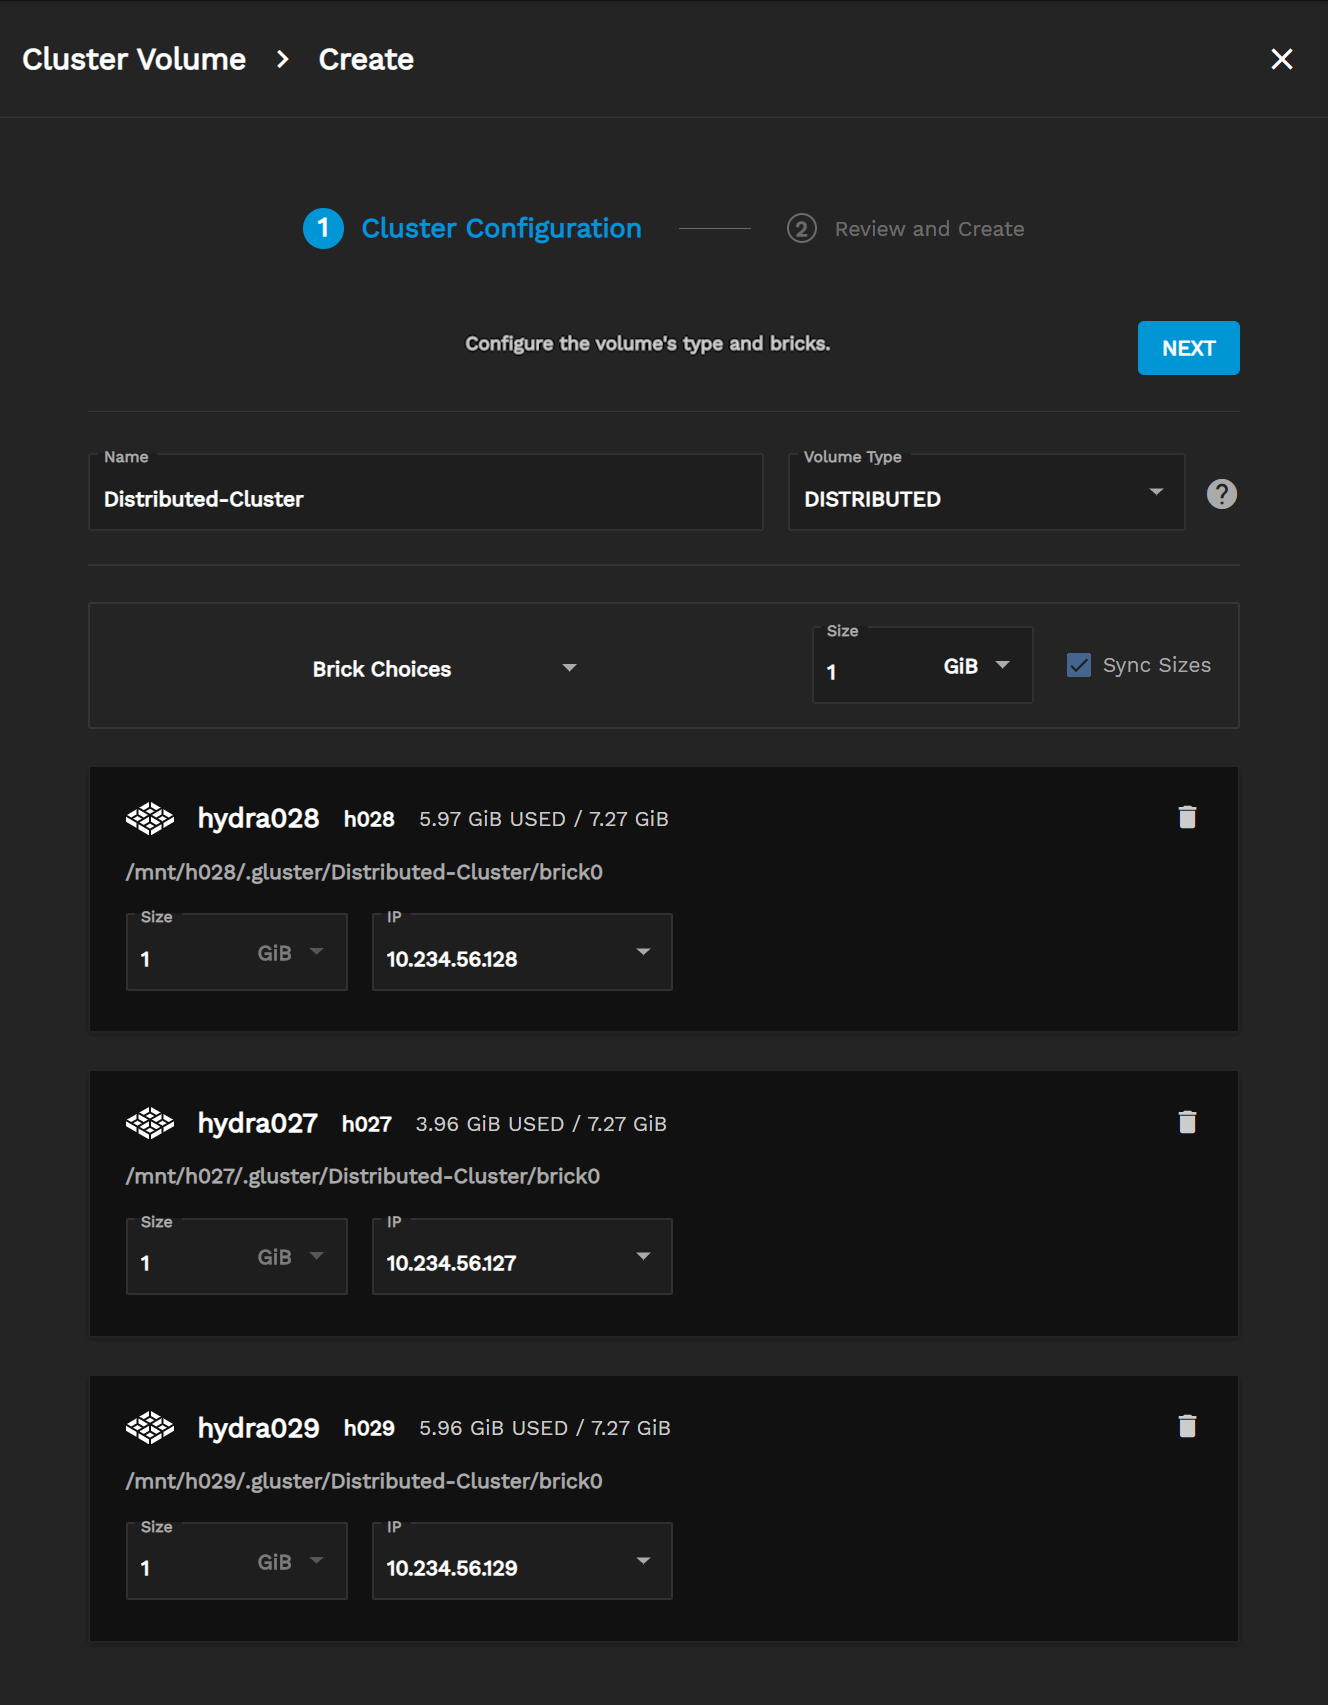 Cluster Volume > Create
1 Cluster Configuration 2 Review and Create
Configure the volume's type and bricks.
NEXT
Name
Distributed-Cluster
Volume Type
DISTRIBUTED
?
Brick Choices
Size
1 GiB
Sync Sizes
hydra028 h028 5.97 GiB USED / 7.27 GiB
/mnt/h028/.gluster/Distributed-Cluster/brick0
Size
1 GiB
IP
10.234.56.128
hydra027 h027 3.96 GiB USED / 7.27 GiB
/mnt/h027/.gluster/Distributed-Cluster/brick0
Size
1 GiB
IP
10.234.56.127
hydra029 h029 5.96 GiB USED / 7.27 GiB
/mnt/h029/.gluster/Distributed-Cluster/brick0
Size
1 GiB
IP
10.234.56.129